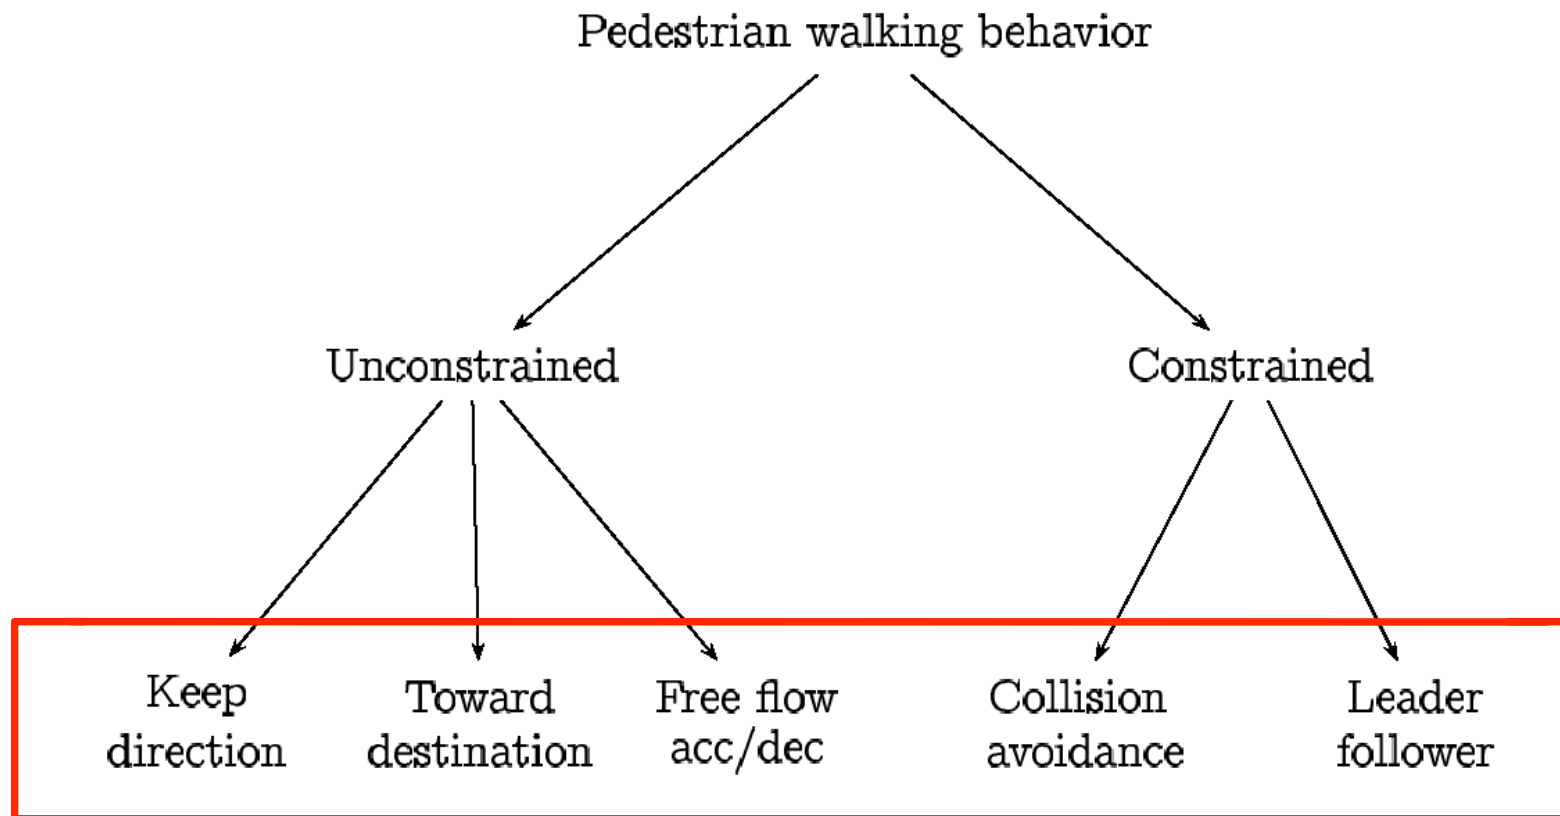 Pedestrian walking behavior
Unconstrained
Constrained
Keep
direction
Toward
destination
Free flow
acc/dec
Collision
avoidance
Leader
follower